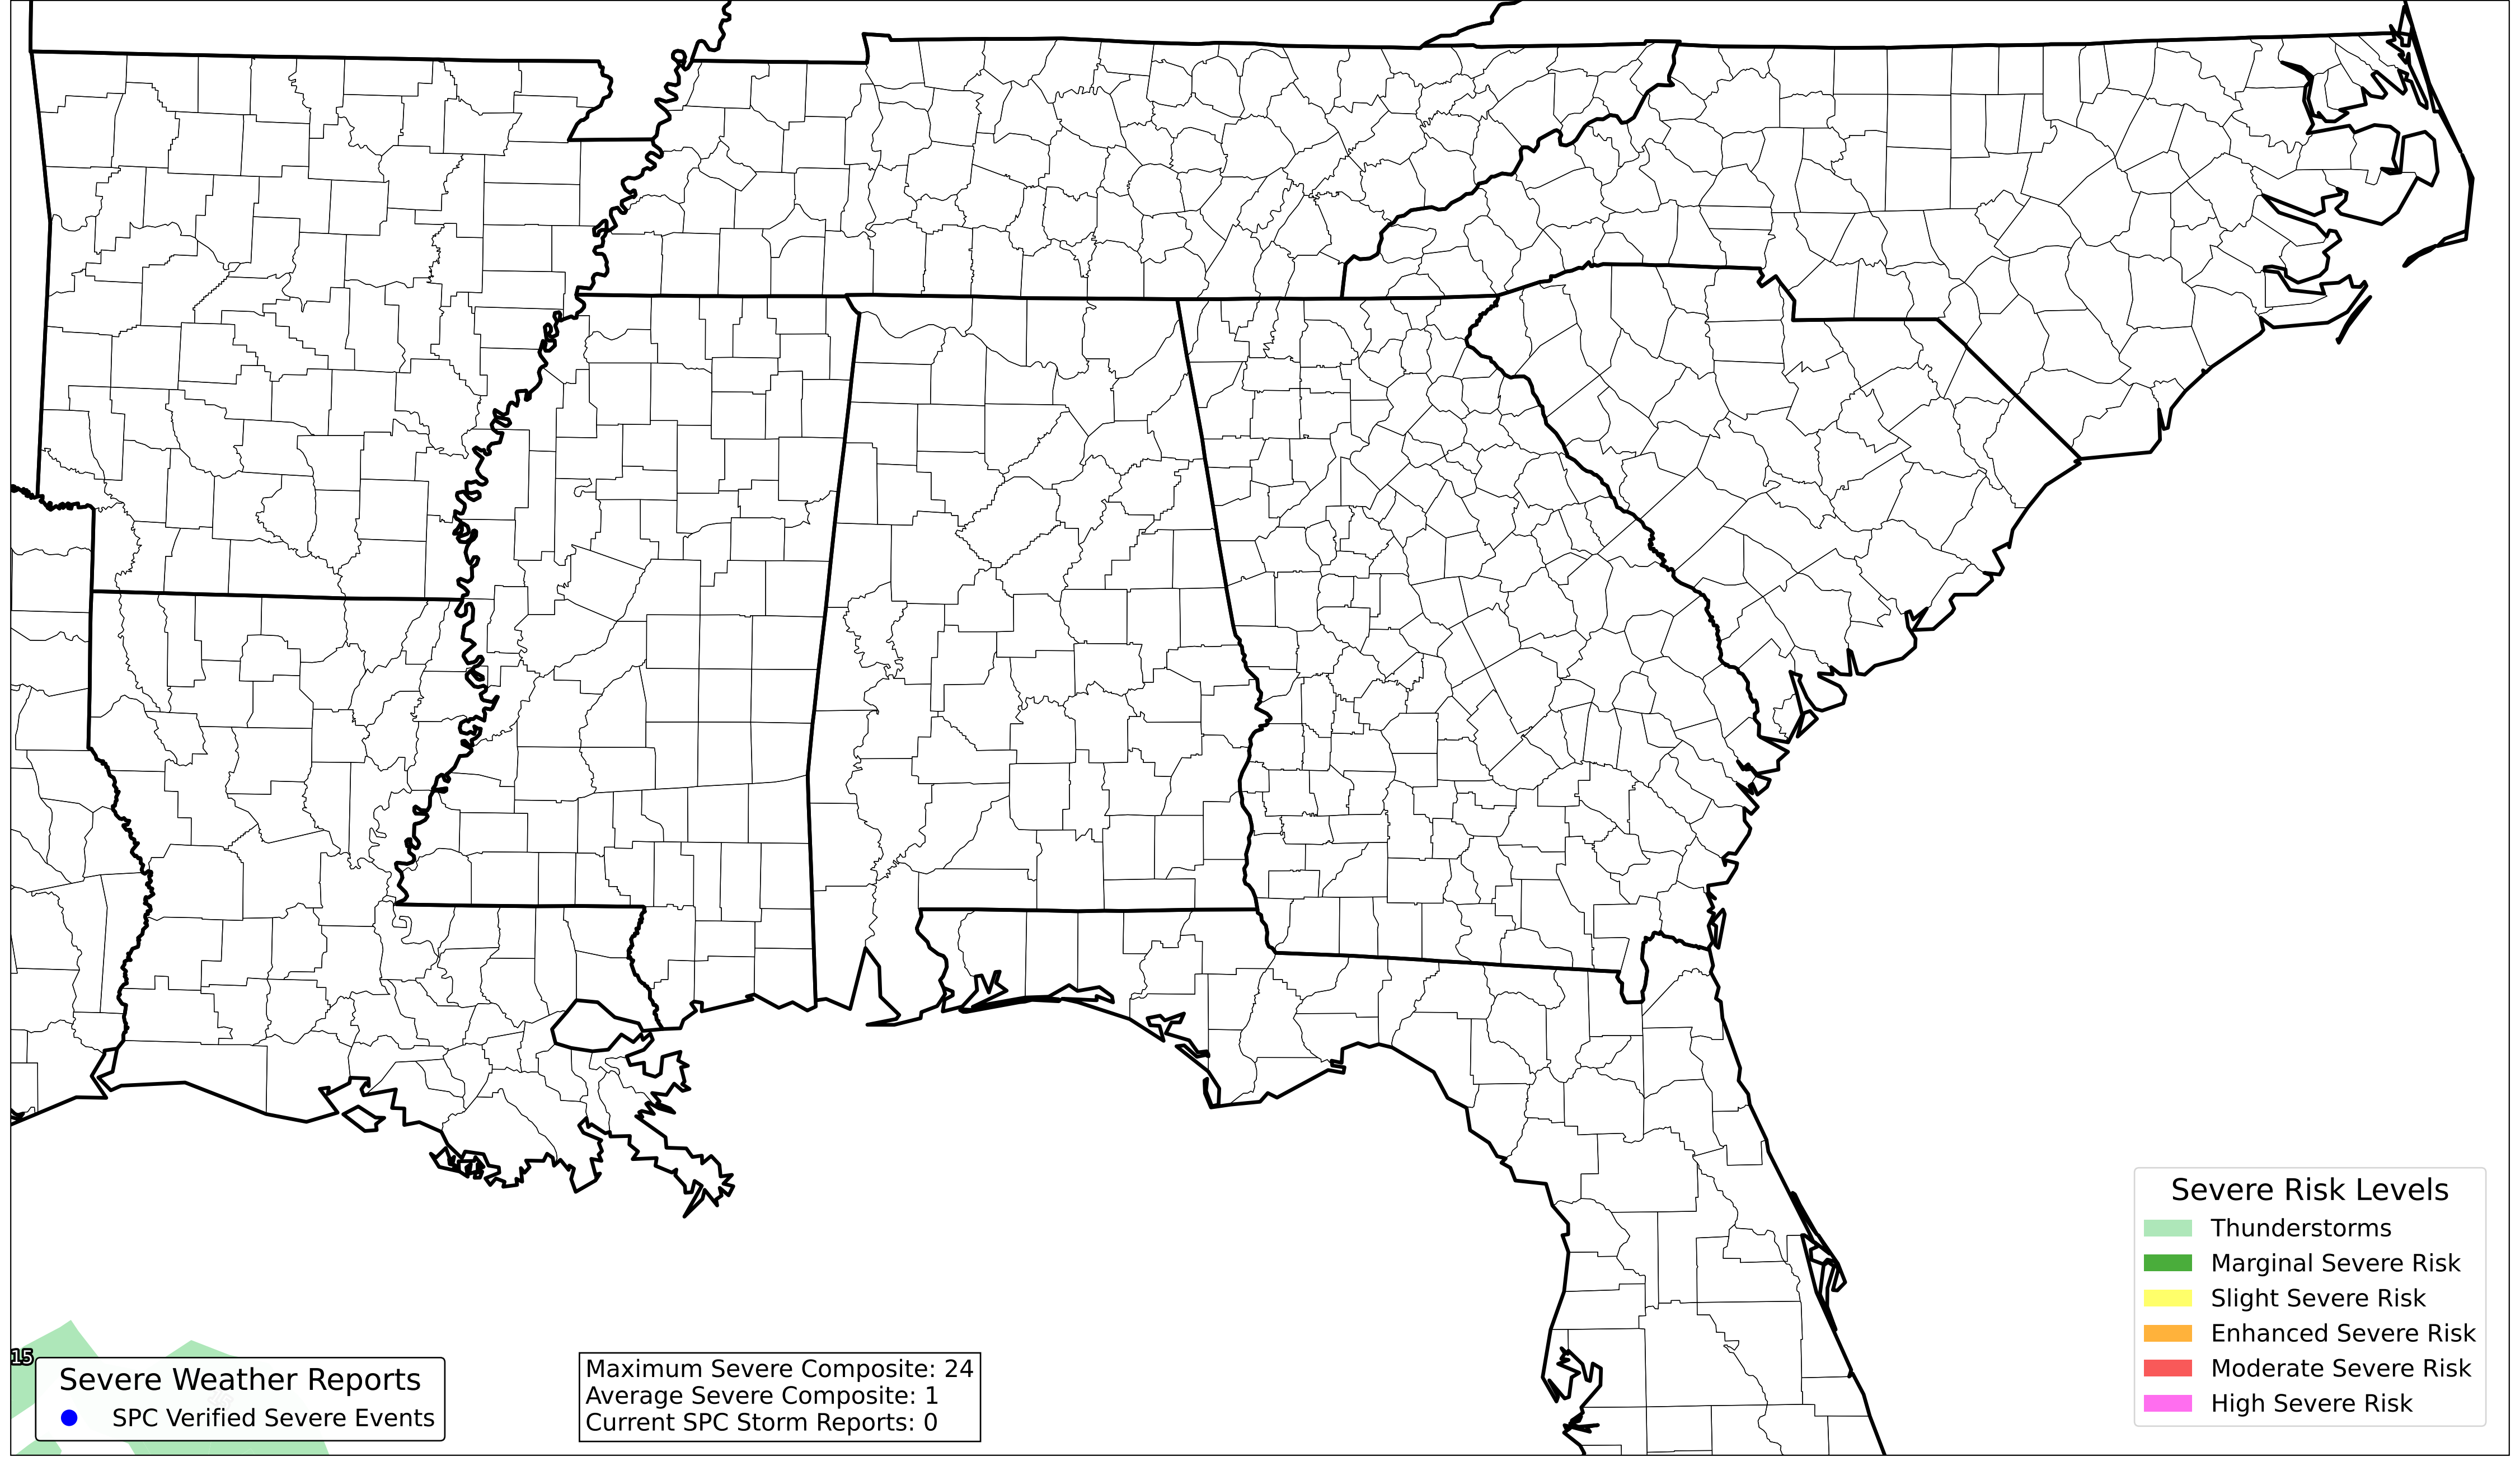 Severe Risk Levels
Thunderstorms
Marginal Severe Risk
Slight Severe Risk
Enhanced Severe Risk
Moderate Severe Risk
High Severe Risk
15
Severe Weather Reports
SPC Verified Severe Events
Maximum Severe Composite: 24
Average Severe Composite: 1
Current SPC Storm Reports: 0